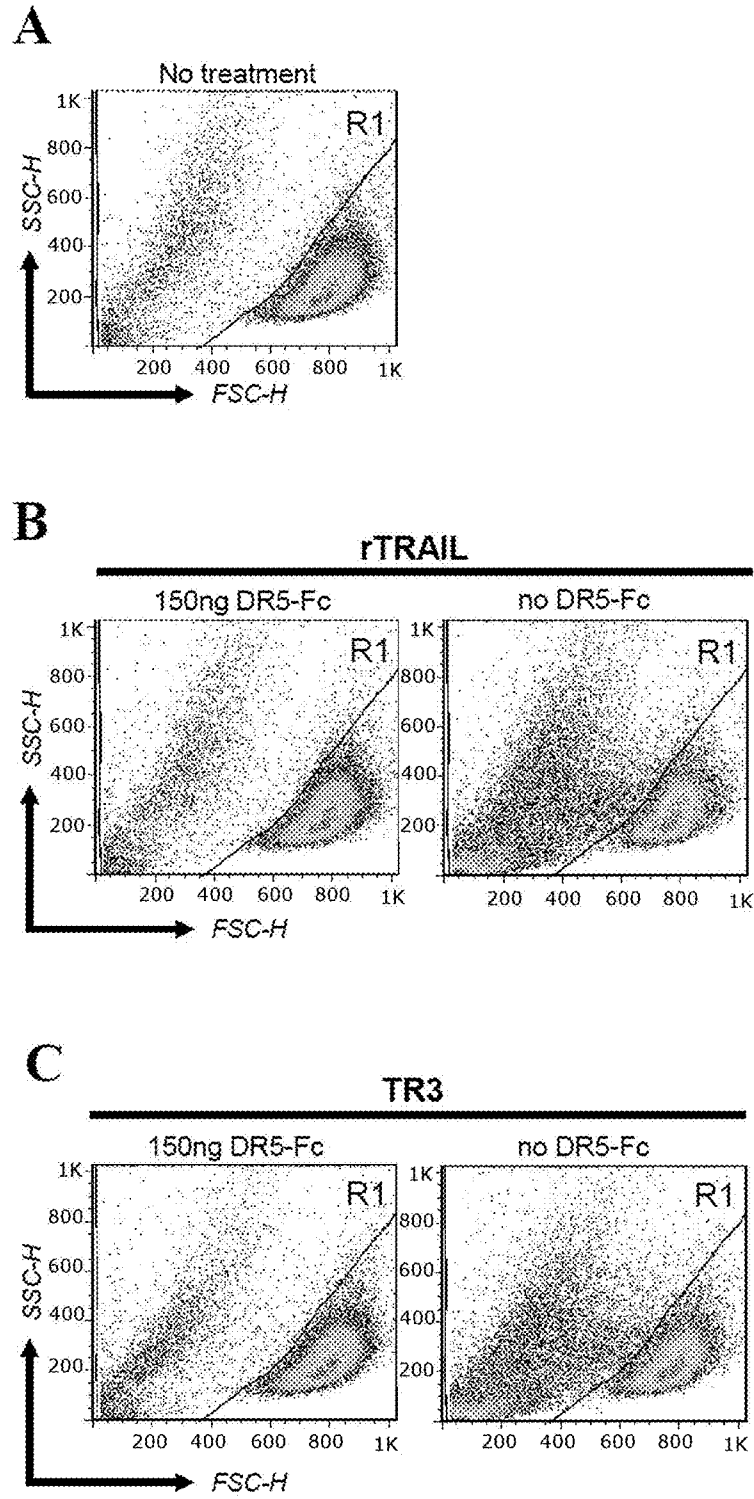 A
No treatment
R1
SSC-H
1K
800
600
400
200
200 400 600 800 1K
FSC-H
B
rTRAIL
150ng DR5-Fc
no DR5-Fc
R1
R1
SSC-H
1K
800
600
400
200
1K
800
600
400
200
200 400 600 800 1K
200 400 600 800 1K
FSC-H
C
TR3
150ng DR5-Fc
no DR5-Fc
R1
R1
SSC-H
1K
800
600
400
200
1K
800
600
400
200
200 400 600 800 1K
200 400 600 800 1K
FSC-H